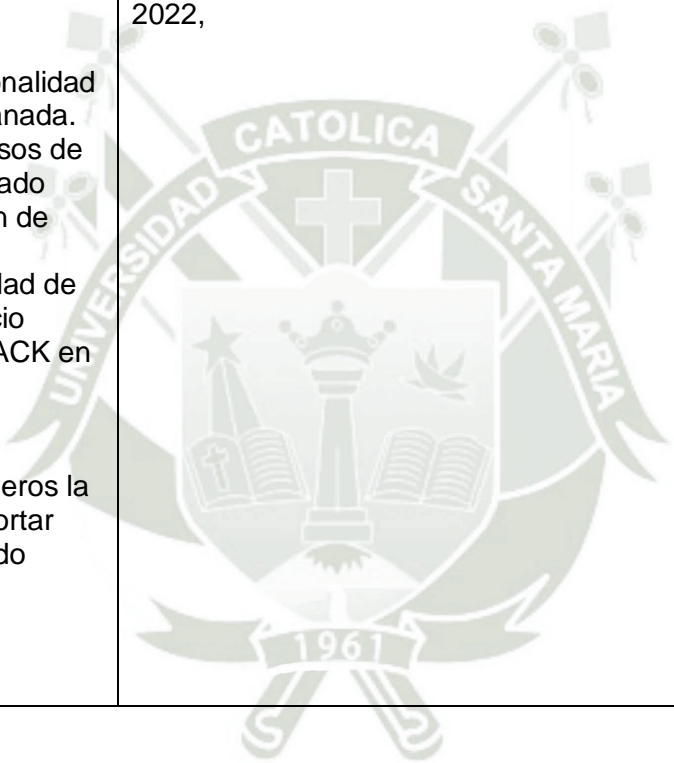 2022,
onalidad
anada.
sos de
ado
n de
lad de
cio
ACK en
eros la
ortar
do
UNIVERSIDAD CATOLICA SANTA MARIA
1961